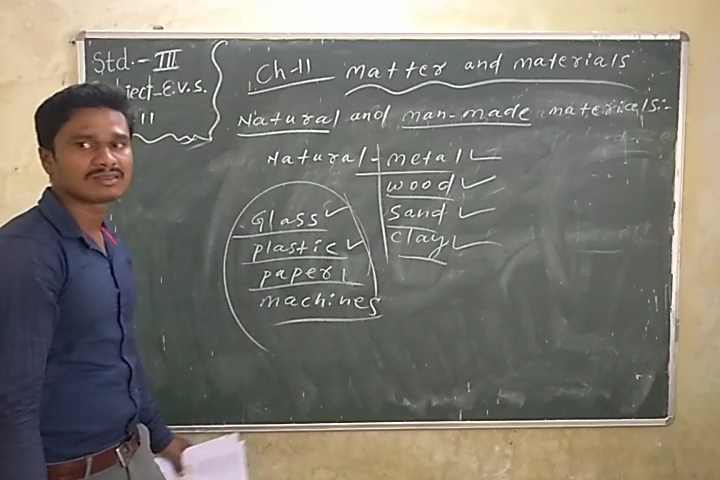 Std.- III
E.V.S.
11
Ch-11 matter and materials
Natural and man-made materials:-
Natural - metal
wood
sand
clay
Glass
plastic
paper
machines